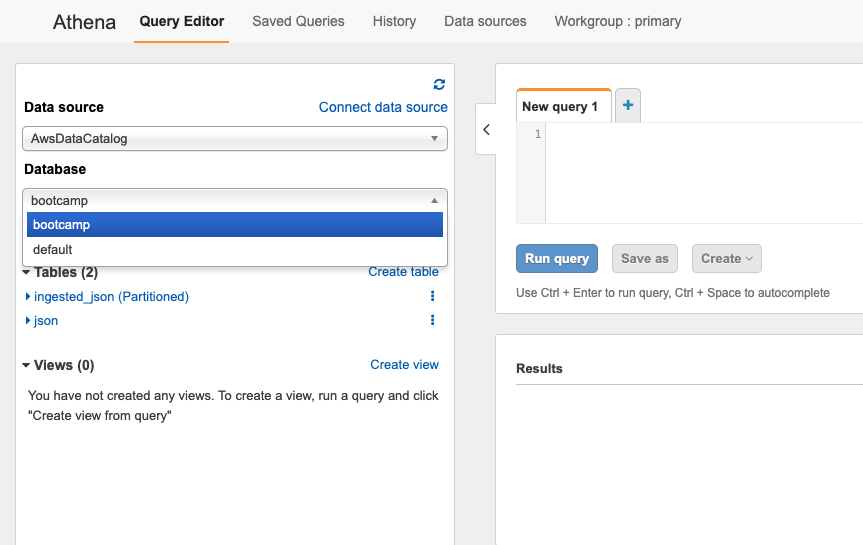 Athena Query Editor Saved Queries History Data sources Workgroup : primary
Data source Connect data source
AwsDataCatalog
Database
bootcamp
bootcamp
default
Tables (2) Create table
ingested_json (Partitioned)
json
Views (0) Create view
You have not created any views. To create a view, run a query and click
"Create view from query"
New query 1 +
1
Run query Save as Create
Use Ctrl + Enter to run query, Ctrl + Space to autocomplete
Results